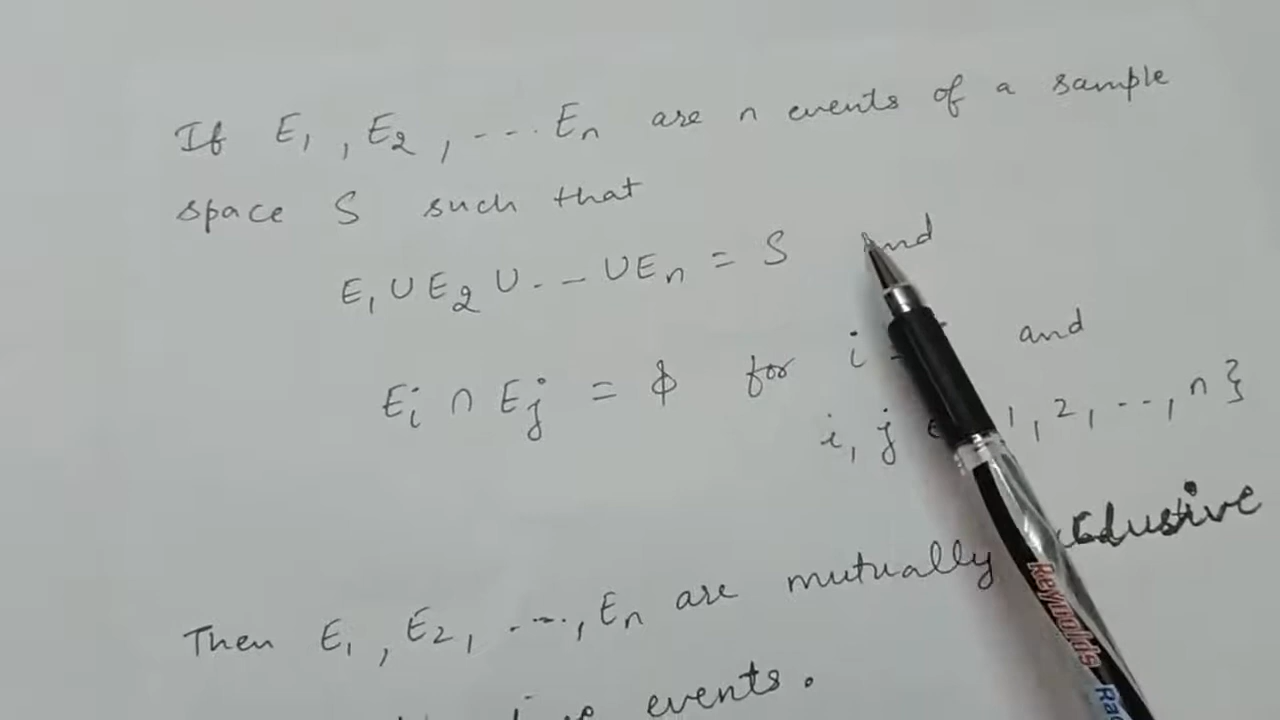 If E₁, E₂, ... Eₙ are n events of a sample
space S such that
E₁ ∪ E₂ ∪ - - ∪ Eₙ = S and
Eᵢ ∩ Eⱼ = ϕ for i and
i, j 1, 2, - -, n}
Then E₁, E₂, ..., Eₙ are mutually
events.
Reynolds